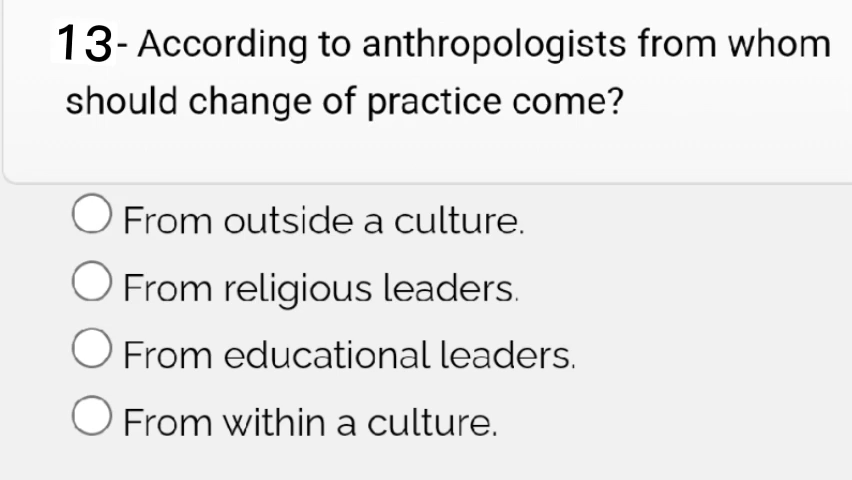 13- According to anthropologists from whom
should change of practice come?
From outside a culture.
From religious leaders.
From educational leaders.
From within a culture.